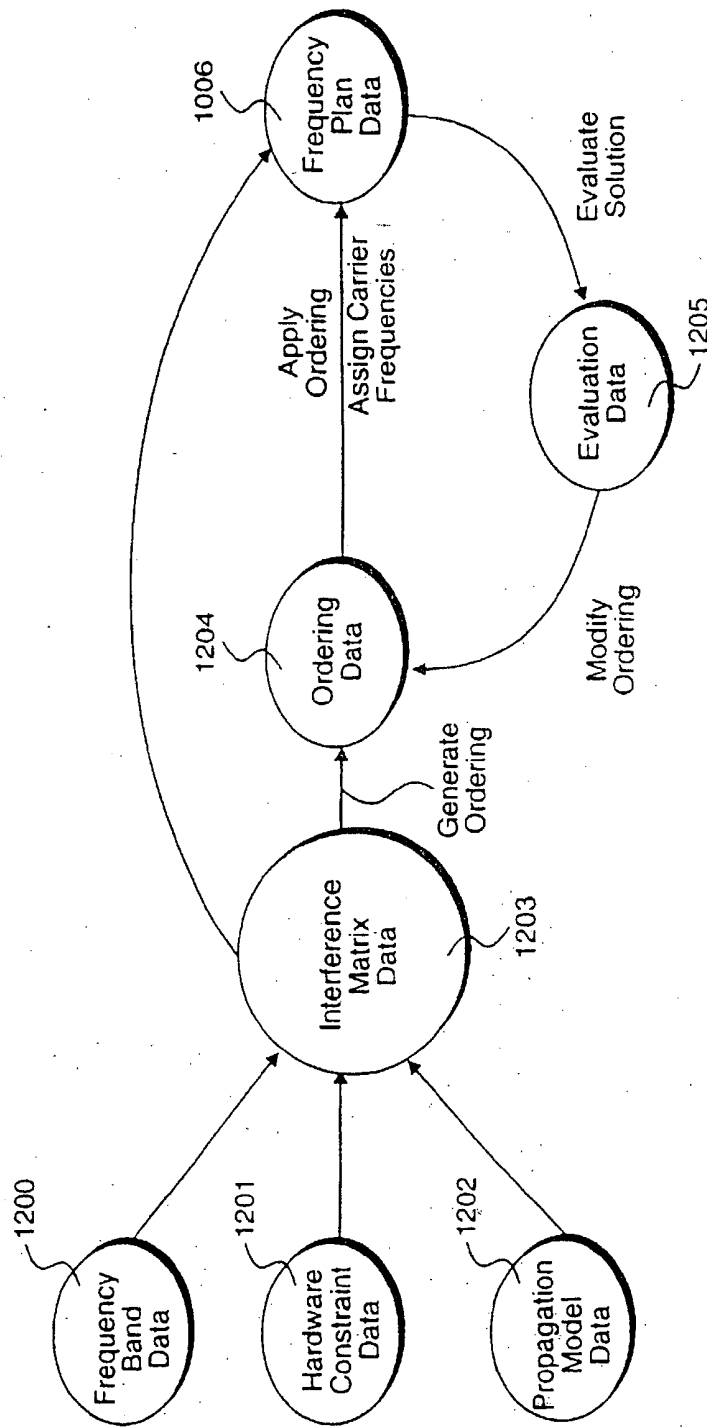 1200
Frequency
Band
Data
1201
Hardware
Constraint
Data
1202
Propagation
Model
Data
Interference
Matrix
Data
1203
Generate
Ordering
1204
Ordering
Data
Apply
Ordering
Assign Carrier
Frequencies
1006
Frequency
Plan
Data
Evaluate
Solution
Evaluation
Data
1205
Modify
Ordering